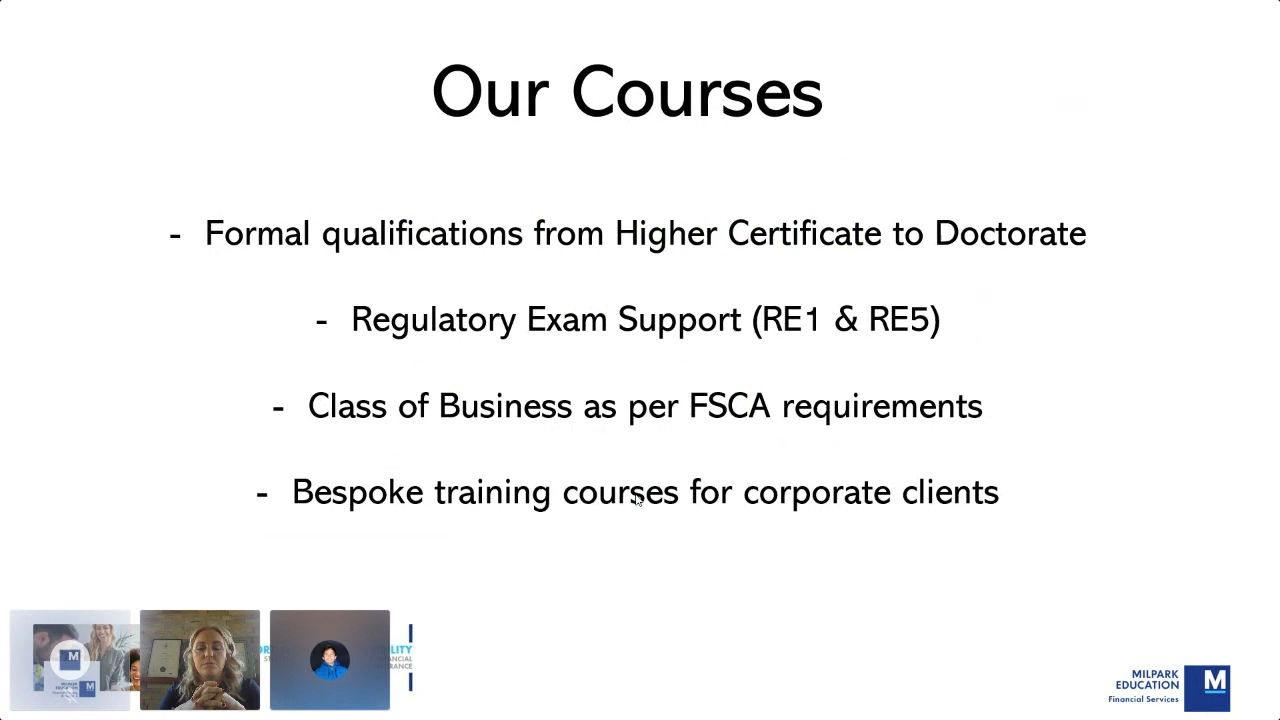 Our Courses
- Formal qualifications from Higher Certificate to Doctorate
- Regulatory Exam Support (RE1 & RE5)
- Class of Business as per FSCA requirements
- Bespoke training courses for corporate clients
M
MILPARK
EDUCATION
Financial Services
M